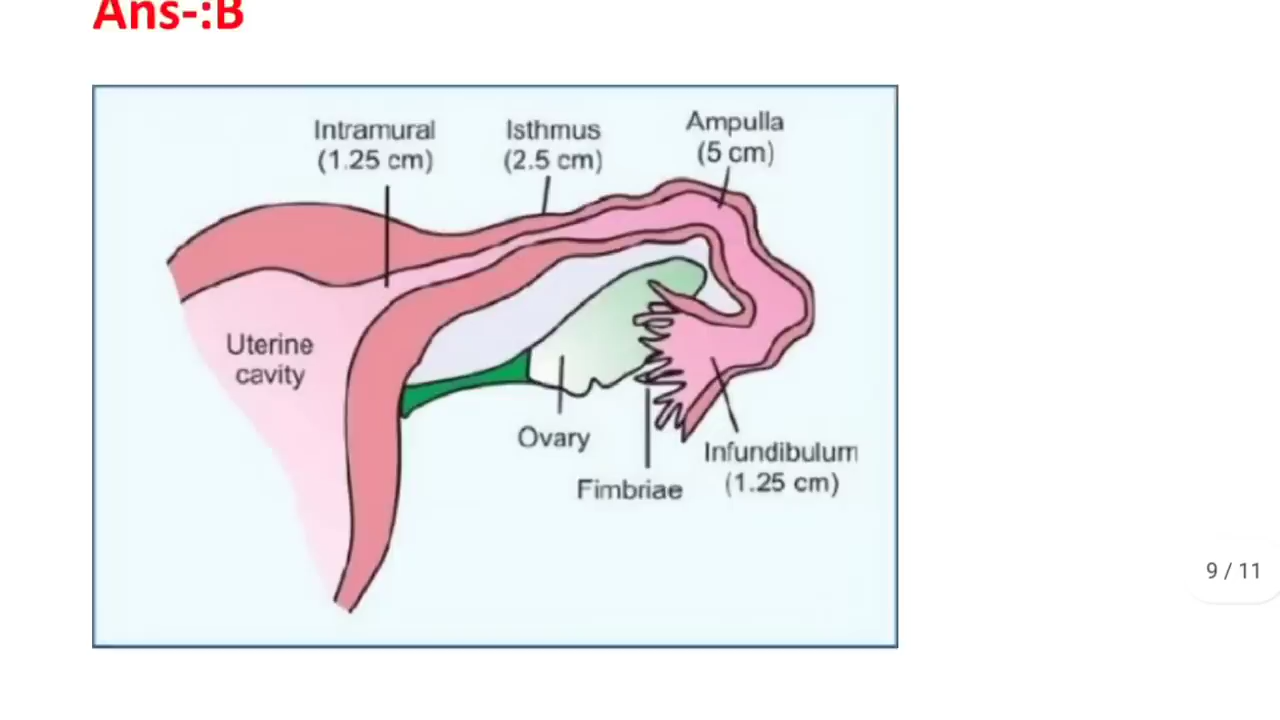 Ans-:B
Intramural
(1.25 cm)
Isthmus
(2.5 cm)
Ampulla
(5 cm)
Uterine
cavity
Ovary
Fimbriae
Infundibulum
(1.25 cm)
9 / 11